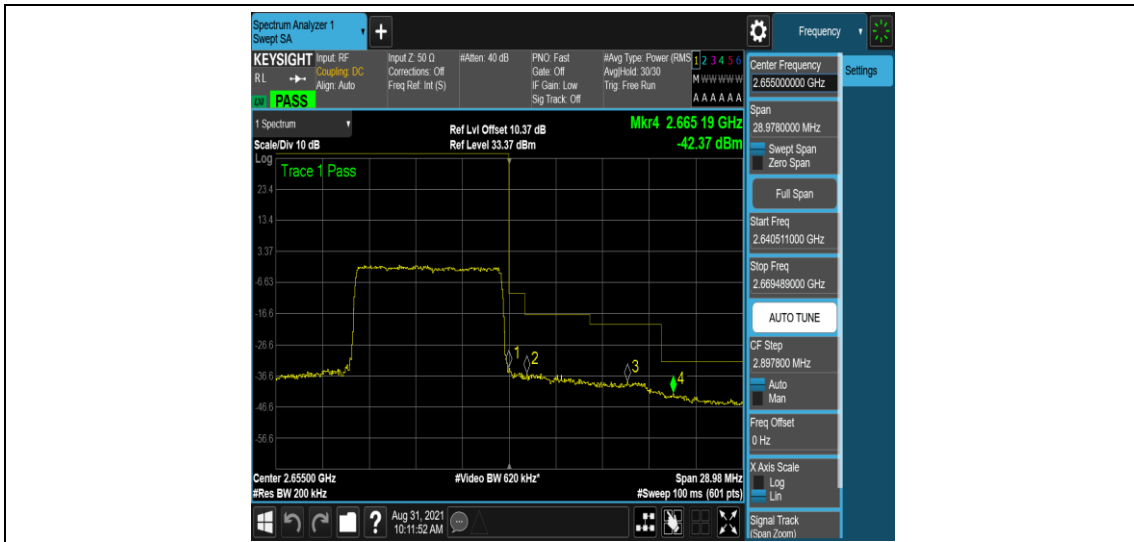 Spectrum Analyzer 1
Swept SA
+
Frequency
KEYSIGHT Input: RF Input Z: 50 Ω #Atten: 40 dB PNO: Fast #Avg Type: Power (RMS 1 2 3 4 5 6
RL Coupling: DC Corrections: Off Gate: Off Avg|Hold: 30/30 M W W W W W
Align: Auto Freq Ref: Int (S) IF Gain: Low Trig: Free Run
Sig Track: Off A A A A A A
PASS
1 Spectrum
Ref Lvl Offset 10.37 dB
Mkr4 2.665 19 GHz
Scale/Div 10 dB
Ref Level 33.37 dBm
-42.37 dBm
Log
Trace 1 Pass
23.4
13.4
3.37
-6.63
-16.6
-26.6
-36.6
-46.6
-56.6
1
2
3
4
Center 2.65500 GHz
#Video BW 620 kHz*
Span 28.98 MHz
#Res BW 200 kHz
#Sweep 100 ms (601 pts)
?
Aug 31, 2021
10:11:52 AM
Center Frequency
2.655000000 GHz
Settings
Span
28.9780000 MHz
Swept Span
Zero Span
Full Span
Start Freq
2.640511000 GHz
Stop Freq
2.669489000 GHz
AUTO TUNE
CF Step
2.897800 MHz
Auto
Man
Freq Offset
0 Hz
X Axis Scale
Log
Lin
Signal Track
(Span Zoom)